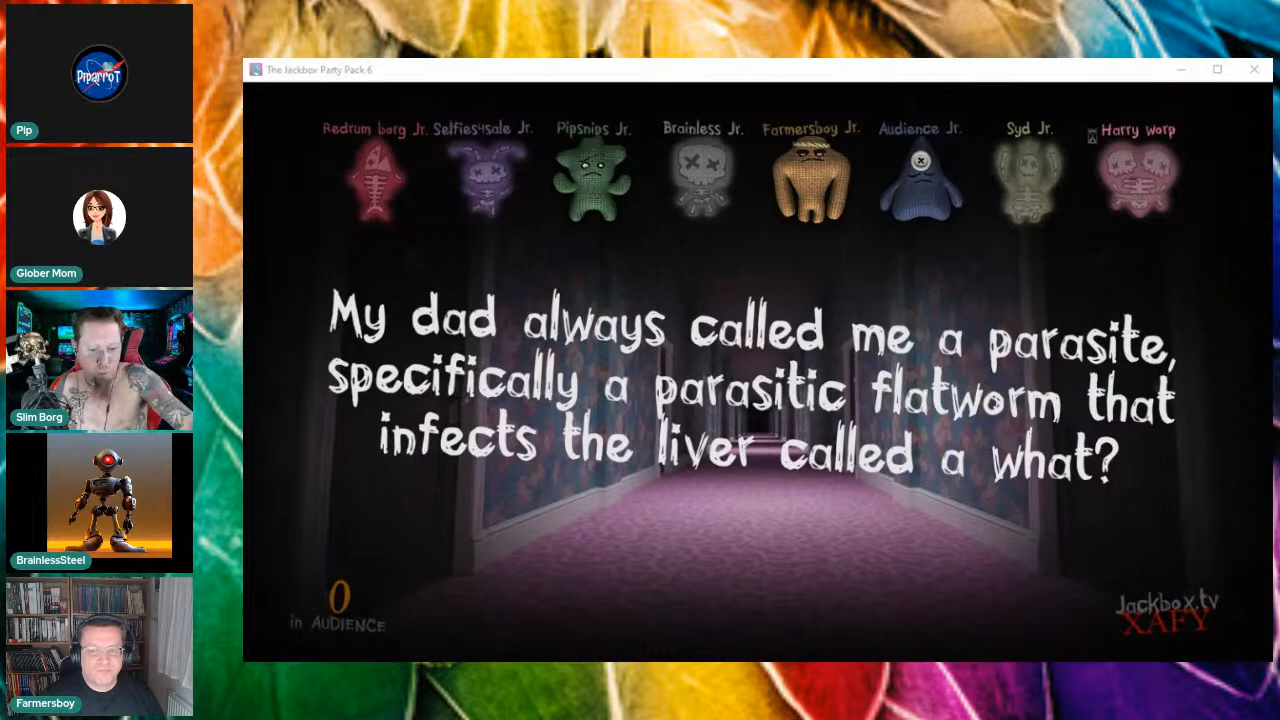 PiparroT
Pip
Glober Mom
Slim Borg
BrainlessSteel
Farmersboy
The Jackbox Party Pack 6
Redrum borg Jr.
Selfies4sale Jr.
Pipsnips Jr.
Brainless Jr.
Farmersboy Jr.
Audience Jr.
Syd Jr.
Harry worp
My dad always called me a parasite,
specifically a parasitic flatworm that
infects the liver called a what?
0
in AUDIENCE
Jackbox.tv
XAFY